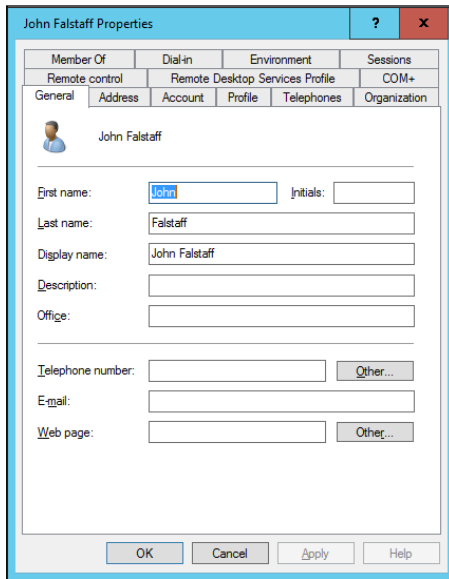 John Falstaff Properties ? x
Member Of Dial-in Environment Sessions
Remote control Remote Desktop Services Profile COM+
General Address Account Profile Telephones Organization
John Falstaff
First name: John Initials:
Last name: Falstaff
Display name: John Falstaff
Description:
Office:
Telephone number: Other...
E-mail:
Web page: Other...
OK Cancel Apply Help